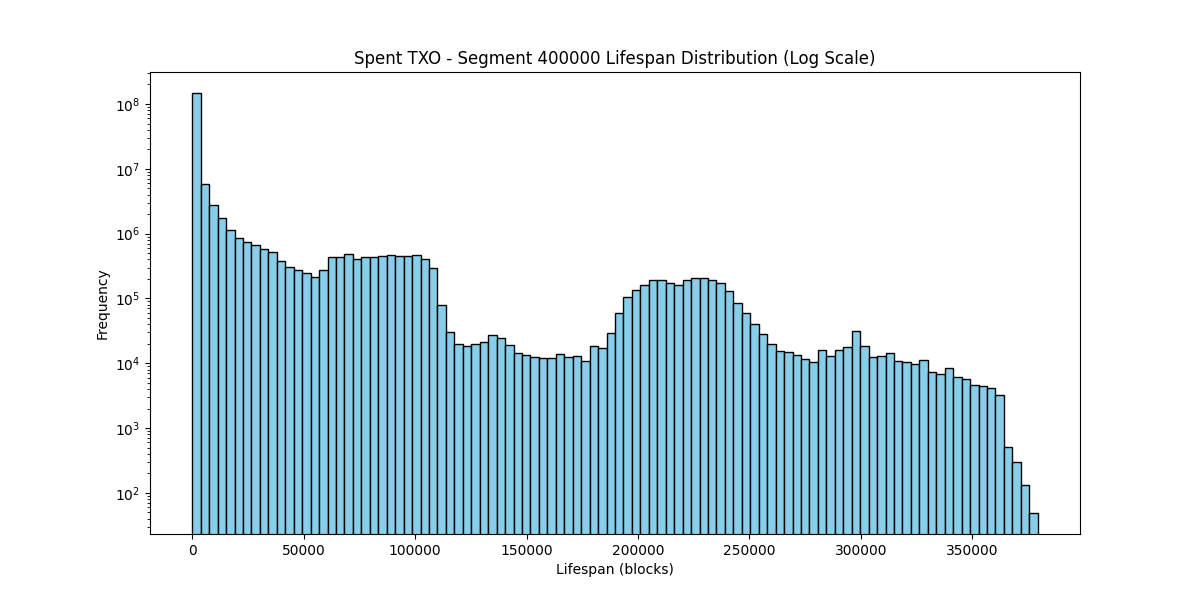 Spent TXO - Segment 400000 Lifespan Distribution (Log Scale)
Frequency
10^8
10^7
10^6
10^5
10^4
10^3
10^2
0 50000 100000 150000 200000 250000 300000 350000
Lifespan (blocks)